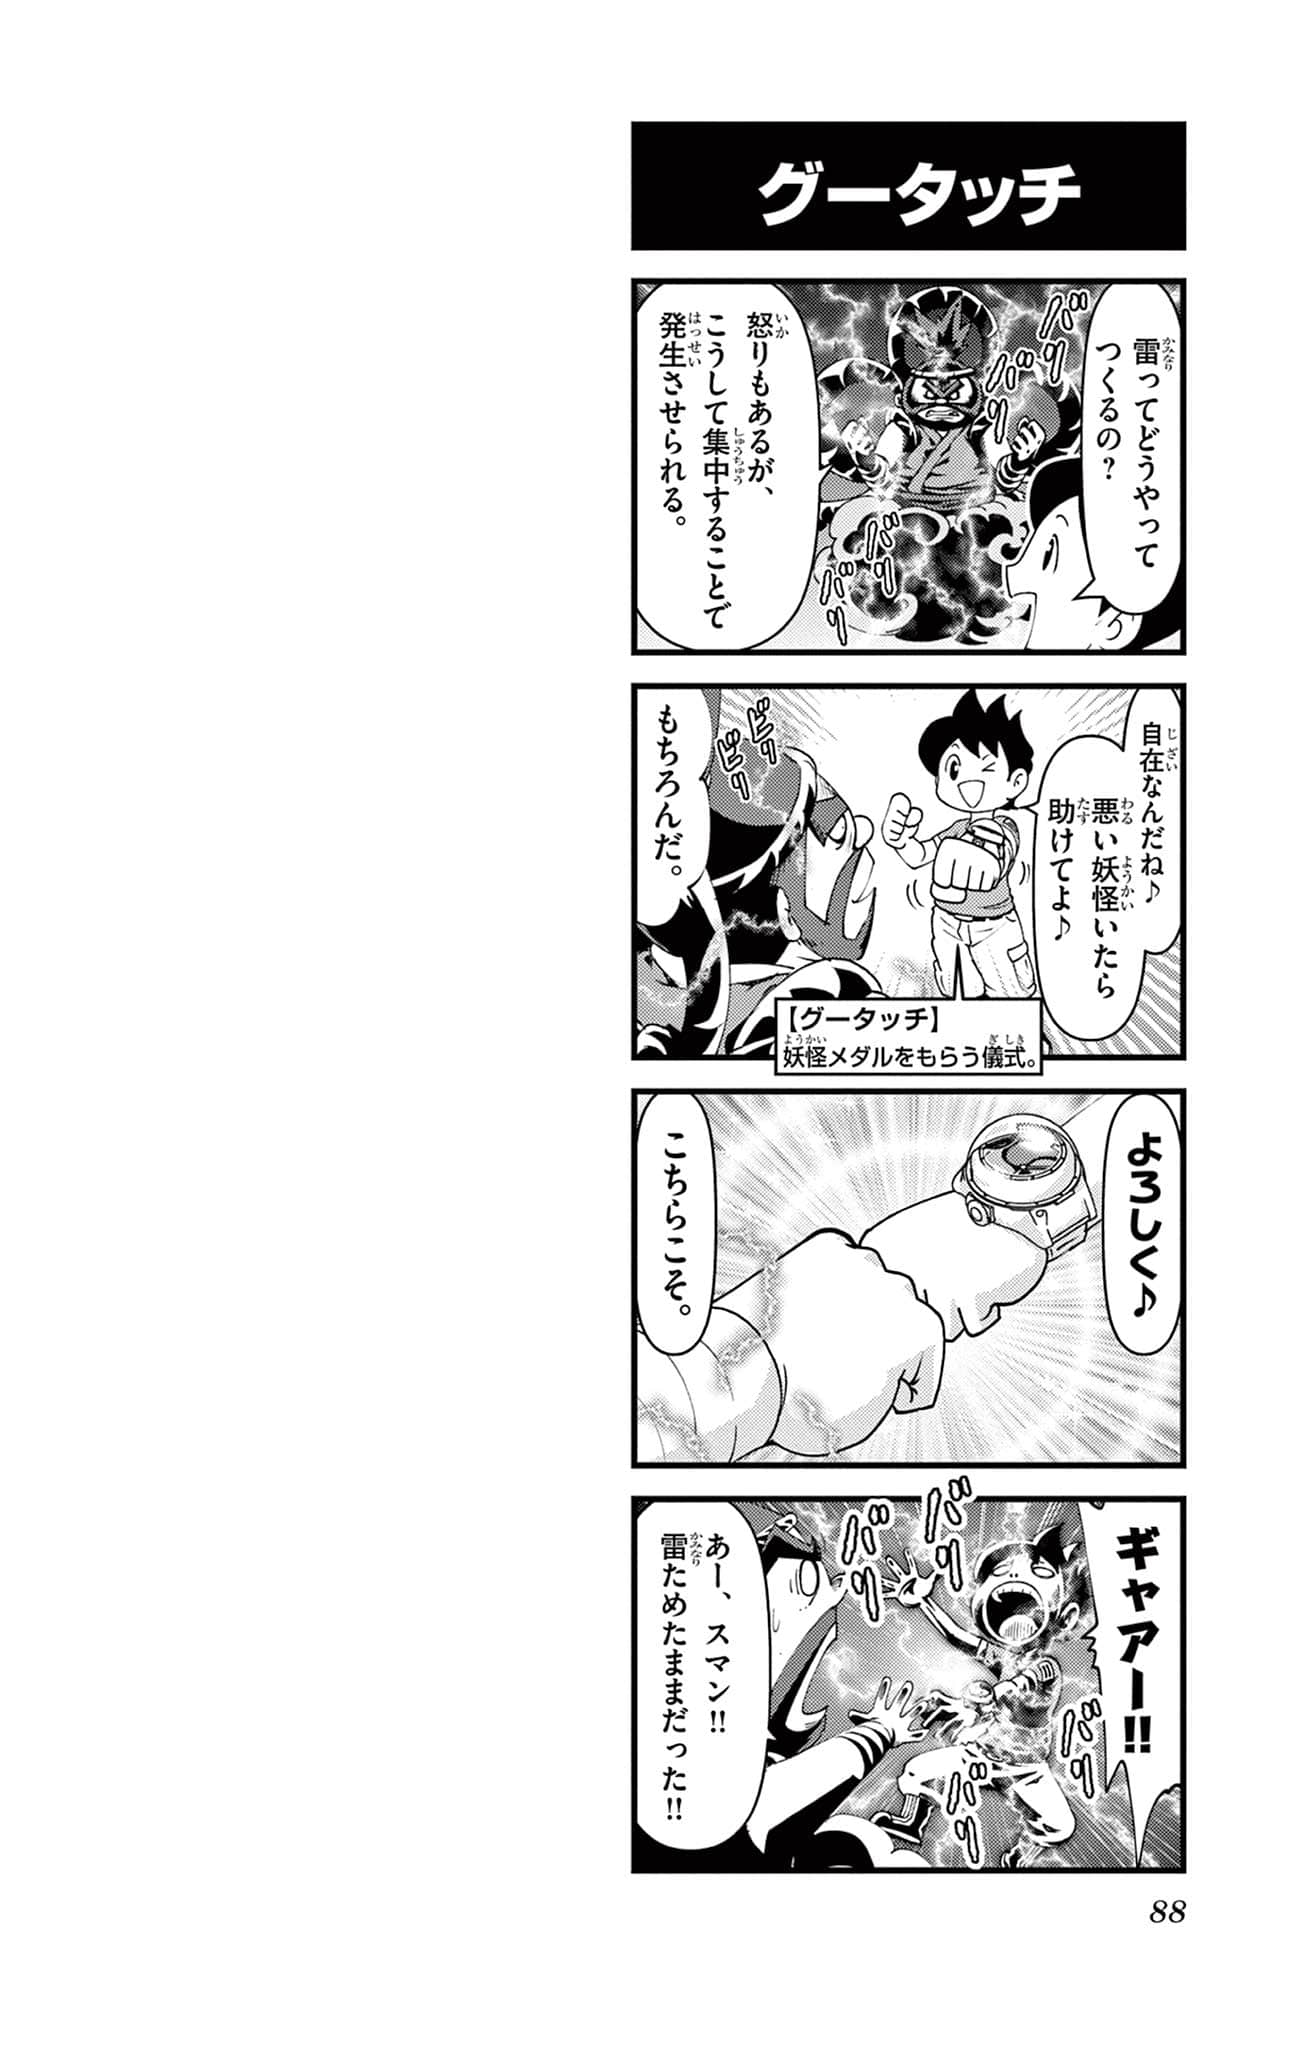 グータッチ
雷ってどうやって
つくるの？
バリ
バリ
バリ
バリ
怒りもあるが、
こうして集中することで
発生させられる。
自在なんだね♪
悪い妖怪いたら
助けてよ♪
ビリ
ビリ
もちろんだ。
【グータッチ】
妖怪メダルをもらう儀式。
よろしく♪
こちらこそ。
ギャアー!!
バリ
バリ
バリ
バリ
あー、スマン!!
雷ためたままだった!!
88